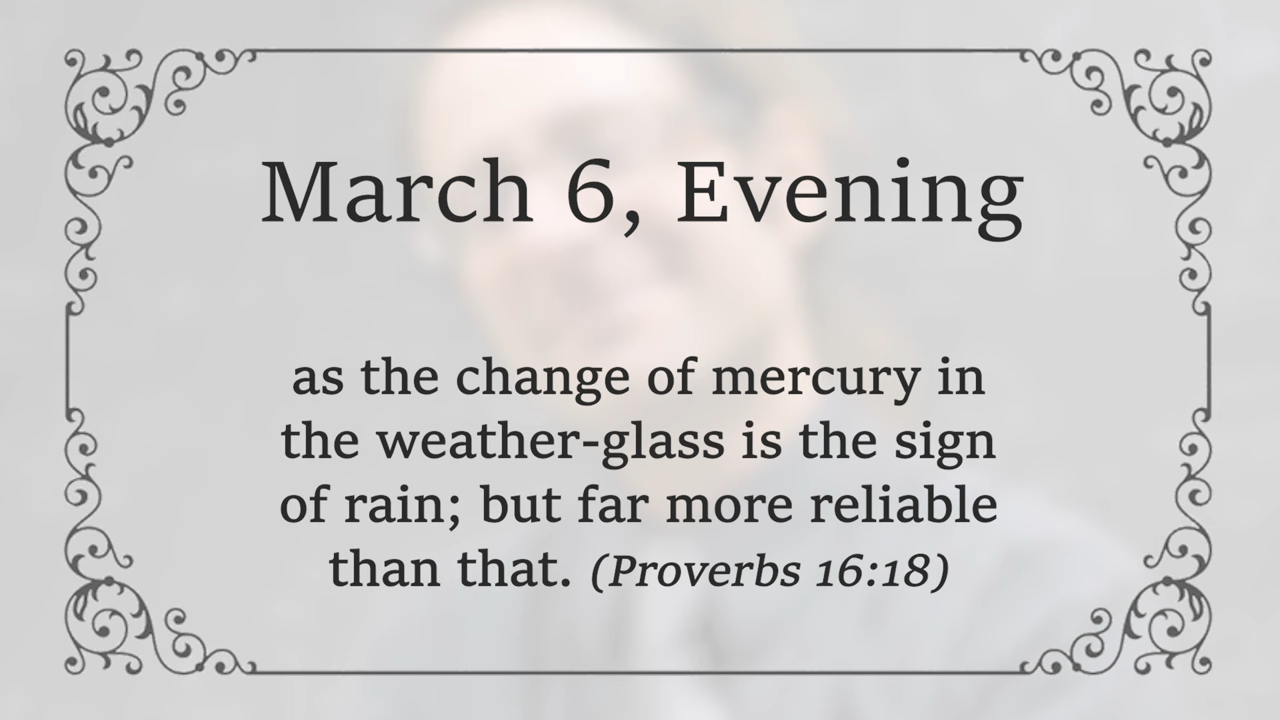 March 6, Evening
as the change of mercury in
the weather-glass is the sign
of rain; but far more reliable
than that. (Proverbs 16:18)